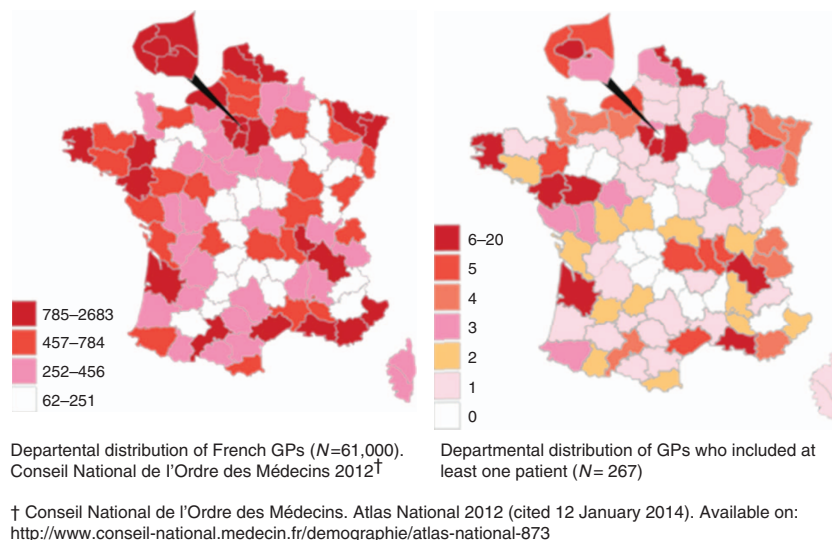 785–2683
457–784
252–456
62–251
6–20
5
4
3
2
1
0
Departental distribution of French GPs (N=61,000).
Conseil National de l'Ordre des Médecins 2012†
Departmental distribution of GPs who included at
least one patient (N= 267)
† Conseil National de l'Ordre des Médecins. Atlas National 2012 (cited 12 January 2014). Available on:
http://www.conseil-national.medecin.fr/demographie/atlas-national-873